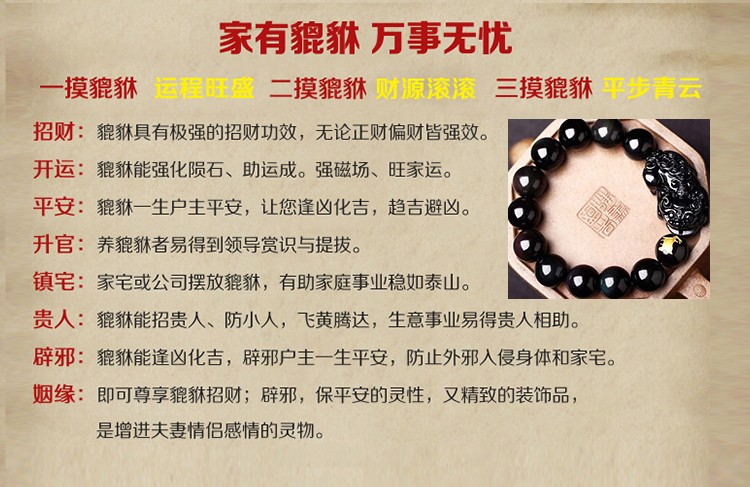 家有貔貅 万事无忧
一摸貔貅 运程旺盛 二摸貔貅 财源滚滚 三摸貔貅 平步青云
招财：貔貅具有极强的招财功效，无论正财偏财皆强效。
开运：貔貅能强化陨石、助运成。强磁场、旺家运。
平安：貔貅一生户主平安，让您逢凶化吉，趋吉避凶。
升官：养貔貅者易得到领导赏识与提拔。
镇宅：家宅或公司摆放貔貅，有助家庭事业稳如泰山。
贵人：貔貅能招贵人、防小人，飞黄腾达，生意事业易得贵人相助。
辟邪：貔貅能逢凶化吉，辟邪户主一生平安，防止外邪入侵身体和家宅。
姻缘：即可尊享貔貅招财；辟邪，保平安的灵性，又精致的装饰品，
是增进夫妻情侣感情的灵物。